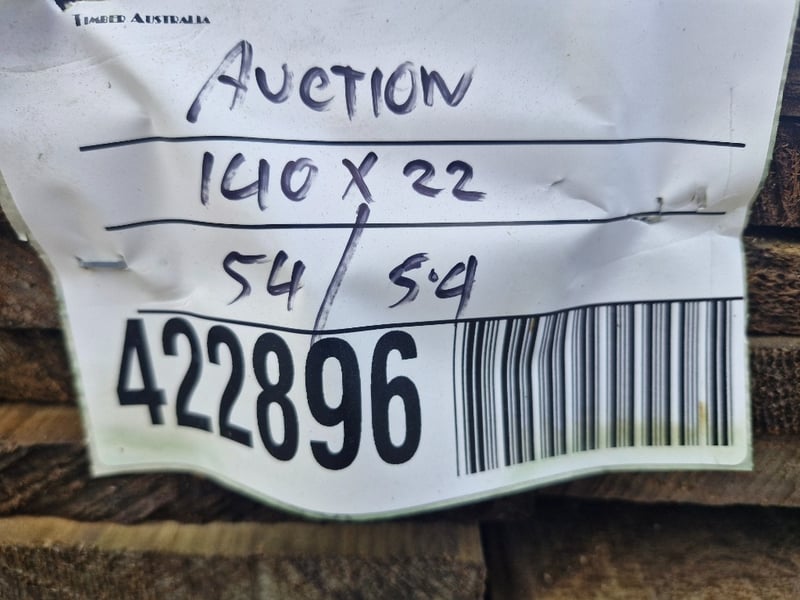 TIMBER AUSTRALIA
AUCTION
140 X 22
54 / 5.4
422896